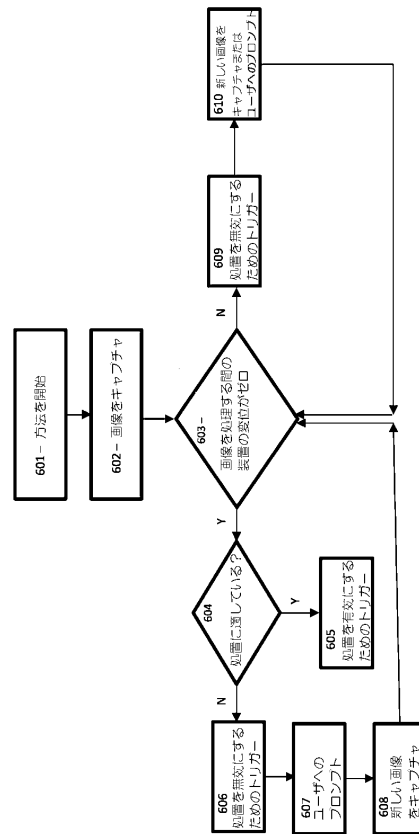 601– 方法を開始
602– 画像をキャプチャ
603–
画像を処理する間の
装置の変位がゼロ
Y
N
604
処置に適している?
Y
N
605
処置を有効にする
ためのトリガー
606
処置を無効にする
ためのトリガー
607
ユーザへの
プロンプト
608
新しい画像
をキャプチャ
609
処置を無効にする
ためのトリガー
610 新しい画像を
キャプチャまたは
ユーザへのプロンプト